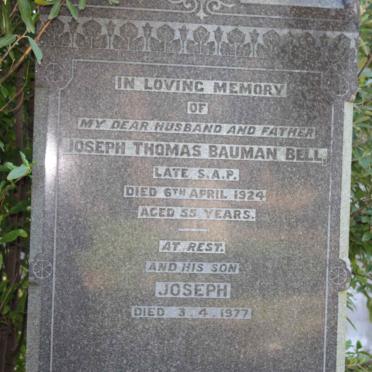 IN LOVING MEMORY
OF
MY DEAR HUSBAND AND FATHER
JOSEPH THOMAS BAUMAN BELL,
LATE S.A.P.
DIED 6TH APRIL 1924
AGED 55 YEARS.
AT REST.
AND HIS SON
JOSEPH
DIED 3.4.1977